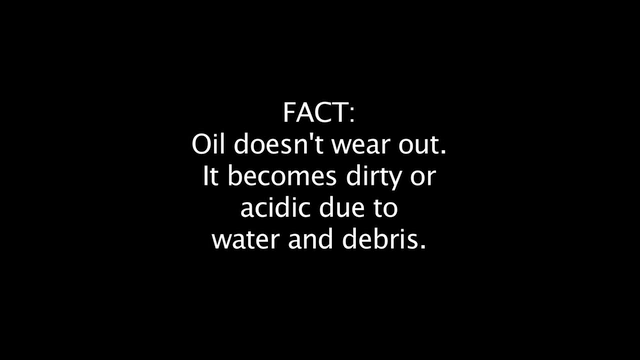 FACT:
Oil doesn't wear out.
It becomes dirty or
acidic due to
water and debris.